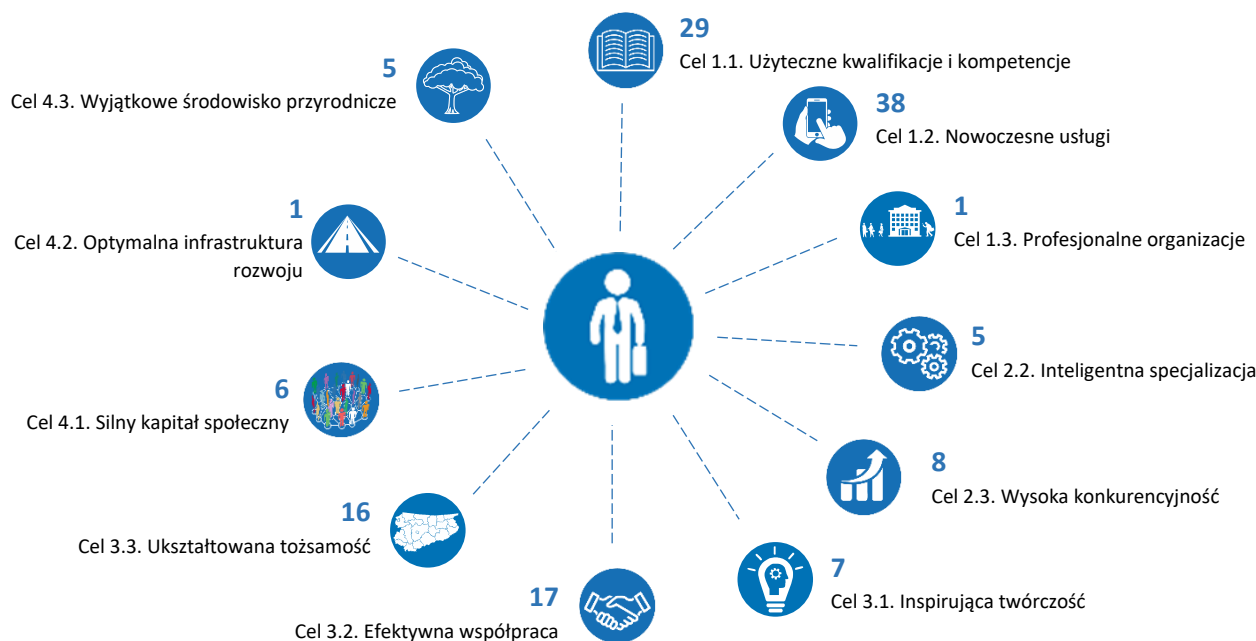 29
Cel 1.1. Użyteczne kwalifikacje i kompetencje
38
Cel 1.2. Nowoczesne usługi
1
Cel 1.3. Profesjonalne organizacje
5
Cel 2.2. Inteligentna specjalizacja
8
Cel 2.3. Wysoka konkurencyjność
7
Cel 3.1. Inspirująca twórczość
17
Cel 3.2. Efektywna współpraca
16
Cel 3.3. Ukształtowana tożsamość
6
Cel 4.1. Silny kapitał społeczny
1
Cel 4.2. Optymalna infrastruktura
rozwoju
5
Cel 4.3. Wyjątkowe środowisko przyrodnicze